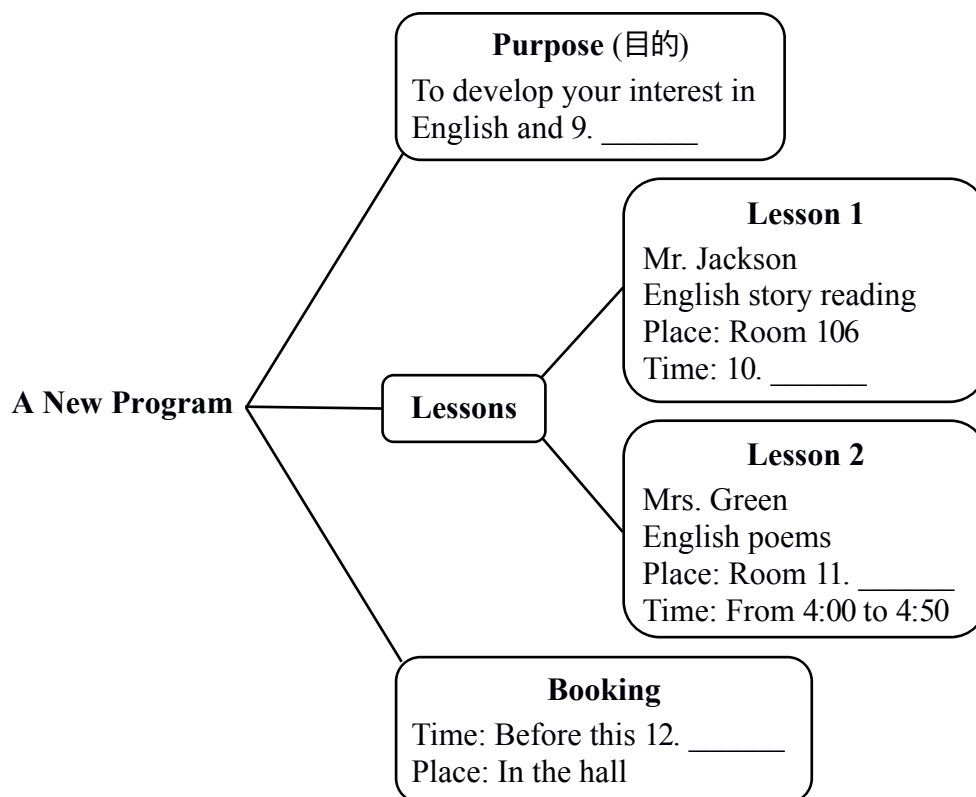 Purpose (目的)
To develop your interest in
English and 9. ______
Lesson 1
Mr. Jackson
English story reading
Place: Room 106
Time: 10. ______
A New Program
Lessons
Lesson 2
Mrs. Green
English poems
Place: Room 11. ______
Time: From 4:00 to 4:50
Booking
Time: Before this 12. ______
Place: In the hall